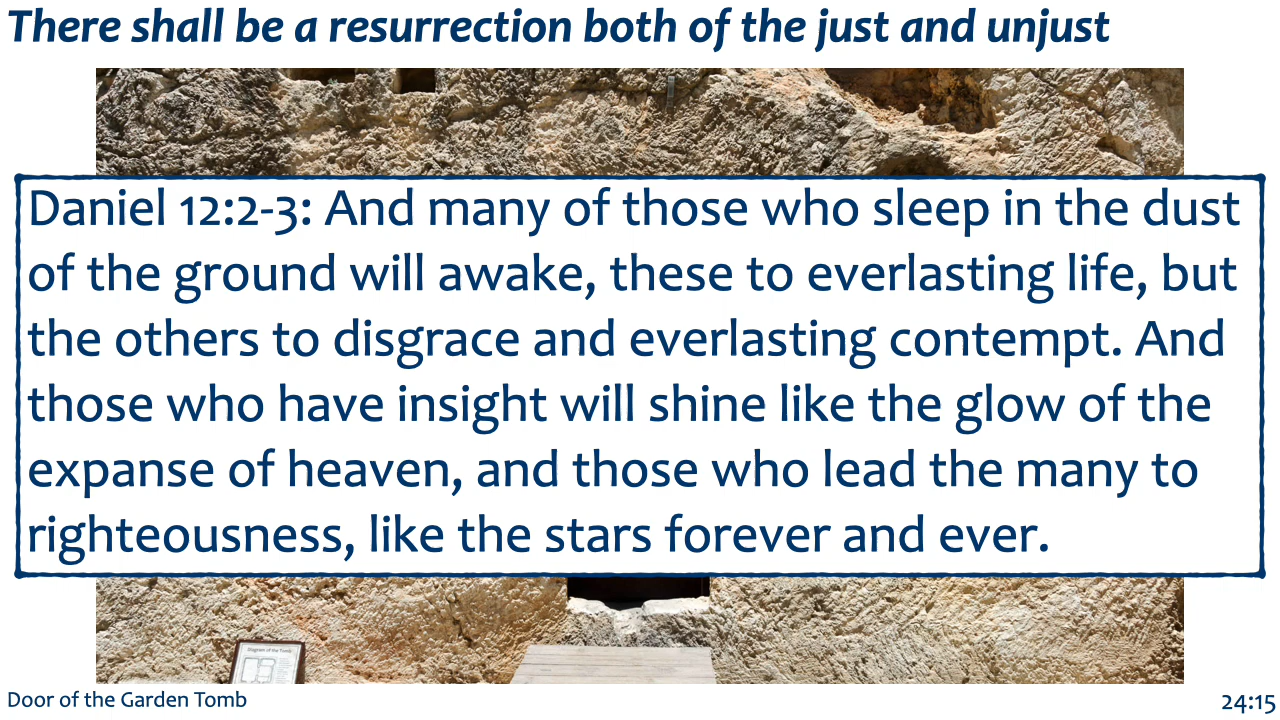 There shall be a resurrection both of the just and unjust
Daniel 12:2-3: And many of those who sleep in the dust
of the ground will awake, these to everlasting life, but
the others to disgrace and everlasting contempt. And
those who have insight will shine like the glow of the
expanse of heaven, and those who lead the many to
righteousness, like the stars forever and ever.
Diagram of the Tomb
Door of the Garden Tomb
24:15